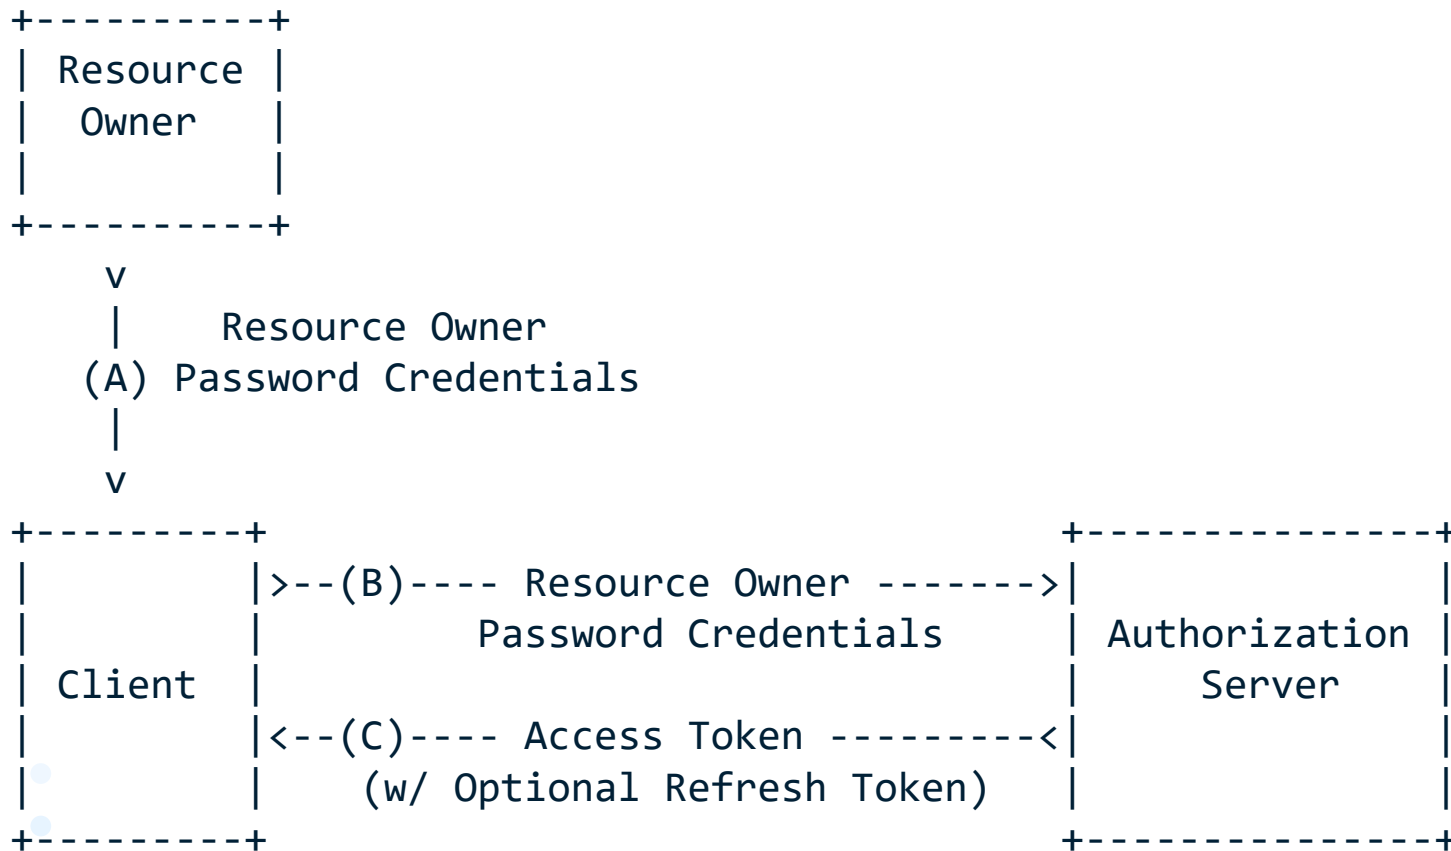 +----------+
| Resource |
|  Owner   |
|          |
+----------+
    v
    |    Resource Owner
   (A) Password Credentials
    |
    v
+---------+                                  +---------------+
|         |>--(B)---- Resource Owner ------->|               |
|         |         Password Credentials     | Authorization |
| Client  |                                  |     Server    |
|         |<--(C)---- Access Token ---------<|               |
|         |    (w/ Optional Refresh Token)   |               |
+---------+                                  +---------------+